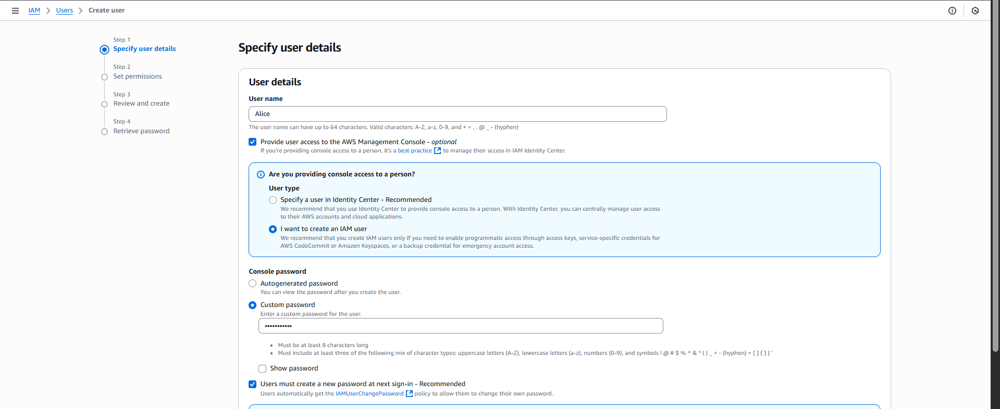 IAM > Users > Create user
Step 1
Specify user details
Step 2
Set permissions
Step 3
Review and create
Step 4
Retrieve password
Specify user details
User details
User name
Alice
The user name can have up to 64 characters. Valid characters: A-Z, a-z, 0-9, and + = , . @ _ - (hyphen)
Provide user access to the AWS Management Console - optional
If you're providing console access to a person, it's a best practice to manage their access in IAM Identity Center.
Are you providing console access to a person?
User type
Specify a user in Identity Center - Recommended
We recommend that you use Identity Center to provide console access to a person. With Identity Center, you can centrally manage user access
to their AWS accounts and cloud applications.
I want to create an IAM user
We recommend that you create IAM users only if you need to enable programmatic access through access keys, service-specific credentials for
AWS CodeCommit or Amazon Keyspaces, or a backup credential for emergency account access.
Console password
Autogenerated password
You can view the password after you create the user.
Custom password
Enter a custom password for the user.
•••••••••••
• Must be at least 8 characters long
• Must include at least three of the following mix of character types: uppercase letters (A-Z), lowercase letters (a-z), numbers (0-9), and symbols ! @ # $ % ^ & * ( ) _ + - (hyphen) = [ ] { } | '
Show password
Users must create a new password at next sign-in - Recommended
Users automatically get the IAMUserChangePassword policy to allow them to change their own password.